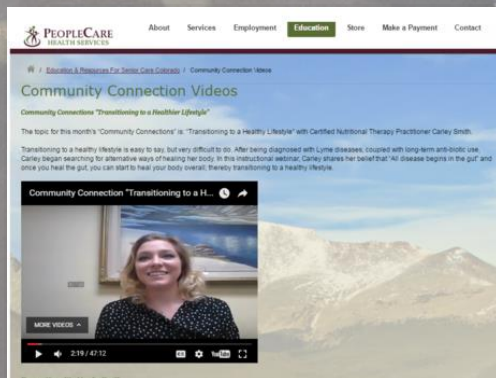 PEOPLECARE
HEALTH SERVICES
About Services Employment Education Store Make a Payment Contact
/ Education & Resources For Senior Care Colorado / Community Connection Videos
Community Connection Videos
Community Connections "Transitioning to a Healthier Lifestyle"
The topic for this month's "Community Connections" is: "Transitioning to a Healthy Lifestyle" with Certified Nutritional Therapy Practitioner Carley Smith.
Transitioning to a healthy lifestyle is easy to say, but very difficult to do. After being diagnosed with Lyme diseases; coupled with long-term anti-biotic use,
Carley began searching for alternative ways of healing her body. In this instructional webinar, Carley shares her belief that "All disease begins in the gut" and
once you heal the gut, you can start to heal your body overall; thereby transitioning to a healthy lifestyle.
Community Connection "Transitioning to a H...
MORE VIDEOS
2:19 / 47:12
YouTube